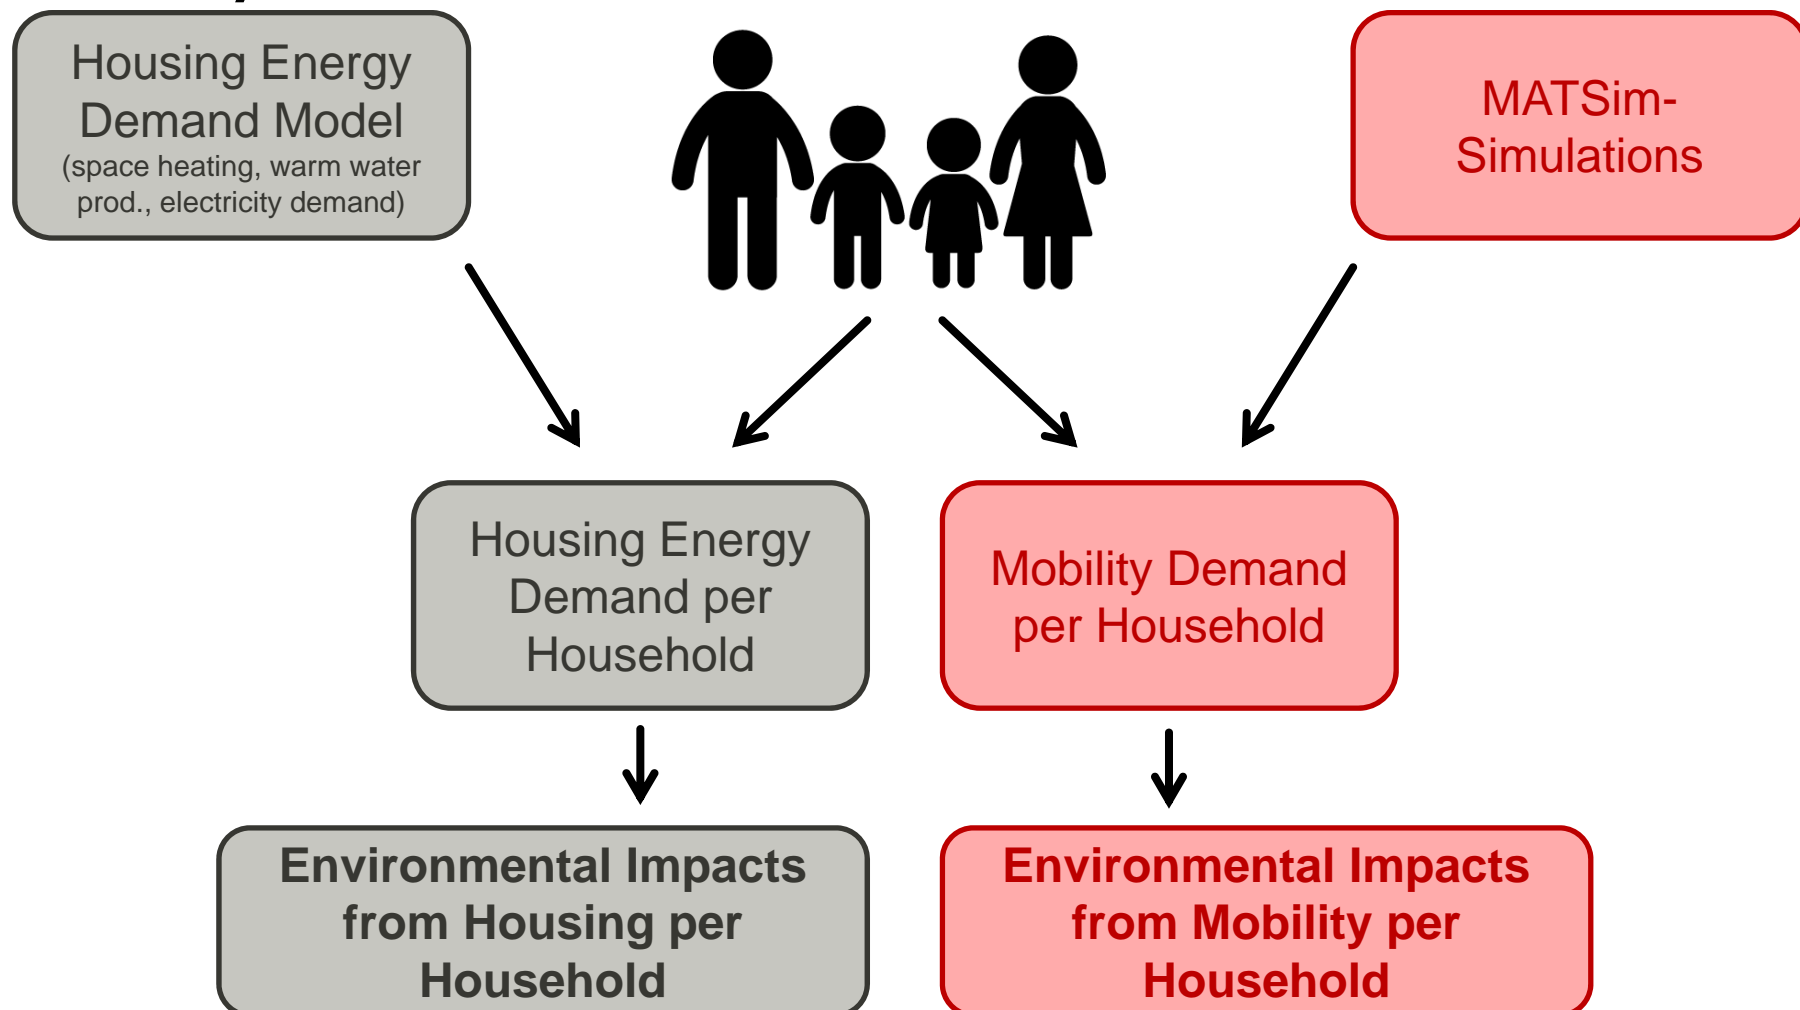 Housing Energy
Demand Model
(space heating, warm water
prod., electricity demand)
MATSim-
Simulations
Housing Energy
Demand per
Household
Mobility Demand
per Household
Environmental Impacts
from Housing per
Household
Environmental Impacts
from Mobility per
Household